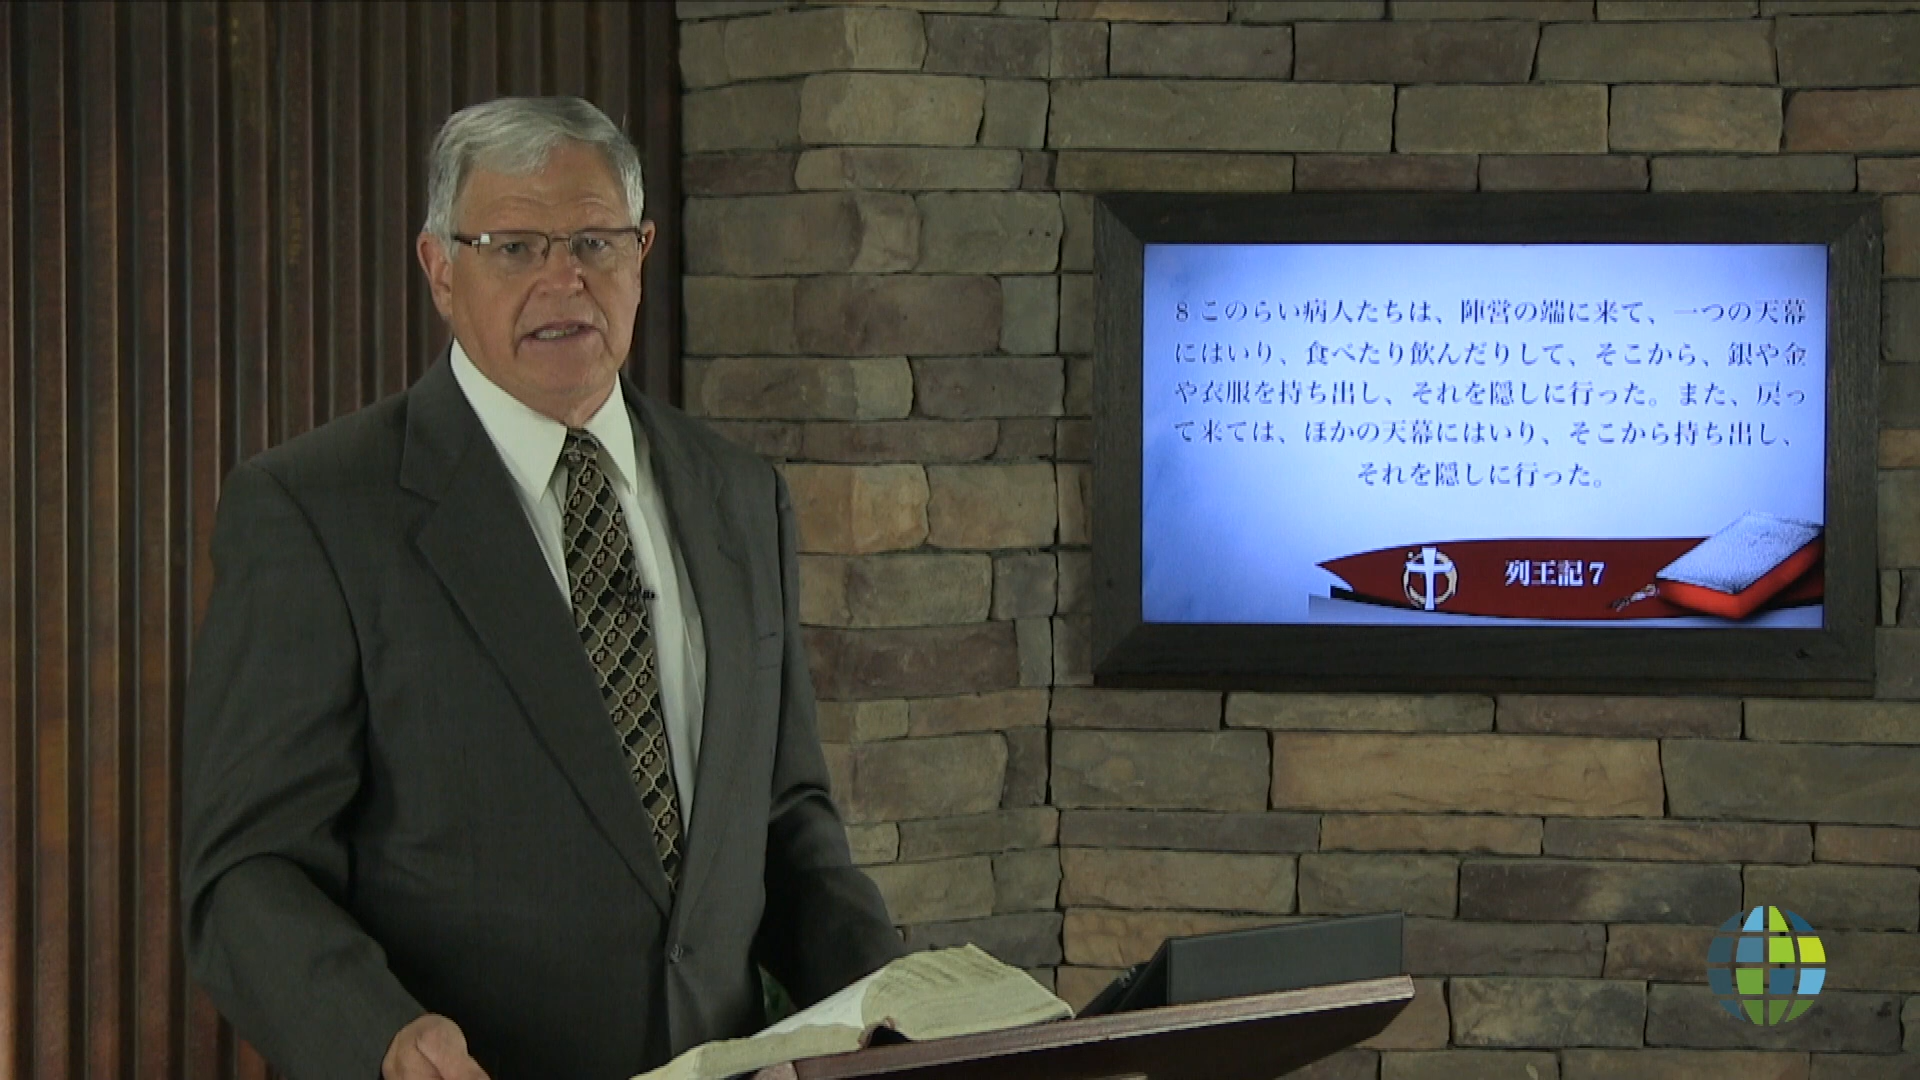 8 このらい病人たちは、陣営の端に来て、一つの天幕
にはいり、食べたり飲んだりして、そこから、銀や金
や衣服を持ち出し、それを隠しに行った。また、戻っ
て来ては、ほかの天幕にはいり、そこから持ち出し、
それを隠しに行った。
列王記７